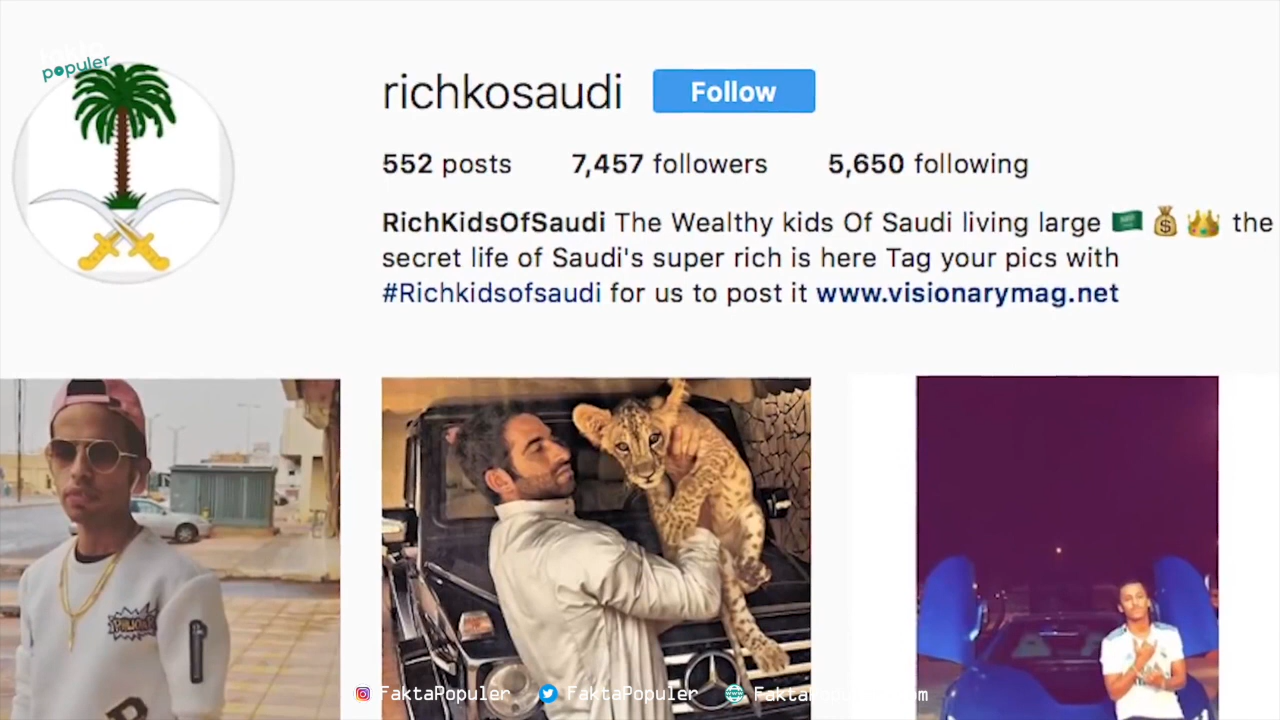 populer
richkosaudi Follow
552 posts 7,457 followers 5,650 following
RichKidsOfSaudi The Wealthy kids Of Saudi living large 🇸🇦 💰 👑 the
secret life of Saudi's super rich is here Tag your pics with
#Richkidsofsaudi for us to post it www.visionarymag.net
FaktaPopuler FaktaPopuler